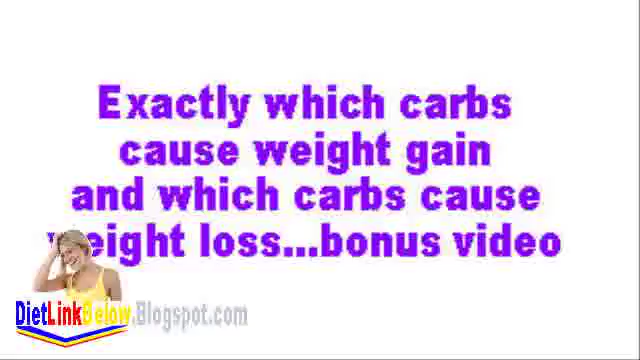 Exactly which carbs
cause weight gain
and which carbs cause
weight loss...bonus video
DietLinkBelow.Blogspot.com